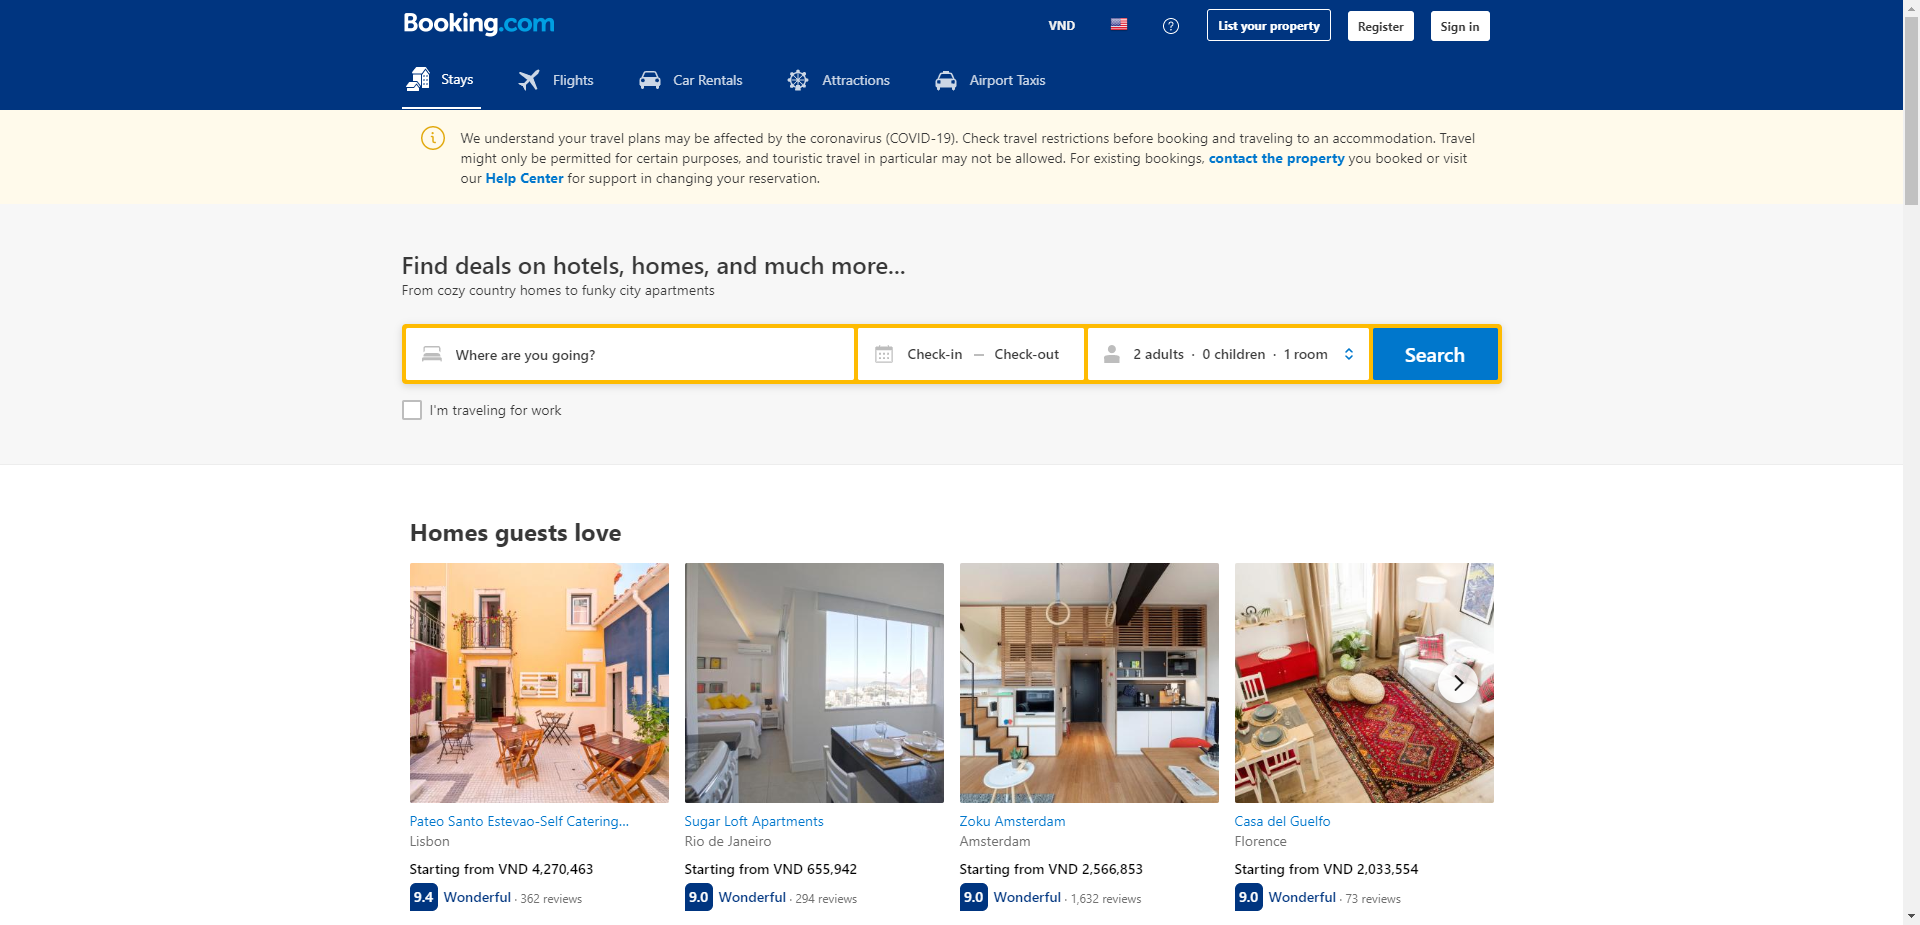 Booking.com
VND
List your property
Register
Sign in
Stays
Flights
Car Rentals
Attractions
Airport Taxis
We understand your travel plans may be affected by the coronavirus (COVID-19). Check travel restrictions before booking and traveling to an accommodation. Travel
might only be permitted for certain purposes, and touristic travel in particular may not be allowed. For existing bookings, contact the property you booked or visit
our Help Center for support in changing your reservation.
Find deals on hotels, homes, and much more...
From cozy country homes to funky city apartments
Where are you going?
Check-in — Check-out
2 adults · 0 children · 1 room
Search
I'm traveling for work
Homes guests love
Pateo Santo Estevao-Self Catering...
Lisbon
Starting from VND 4,270,463
9.4 Wonderful · 362 reviews
Sugar Loft Apartments
Rio de Janeiro
Starting from VND 655,942
9.0 Wonderful · 294 reviews
Zoku Amsterdam
Amsterdam
Starting from VND 2,566,853
9.0 Wonderful · 1,632 reviews
Casa del Guelfo
Florence
Starting from VND 2,033,554
9.0 Wonderful · 73 reviews